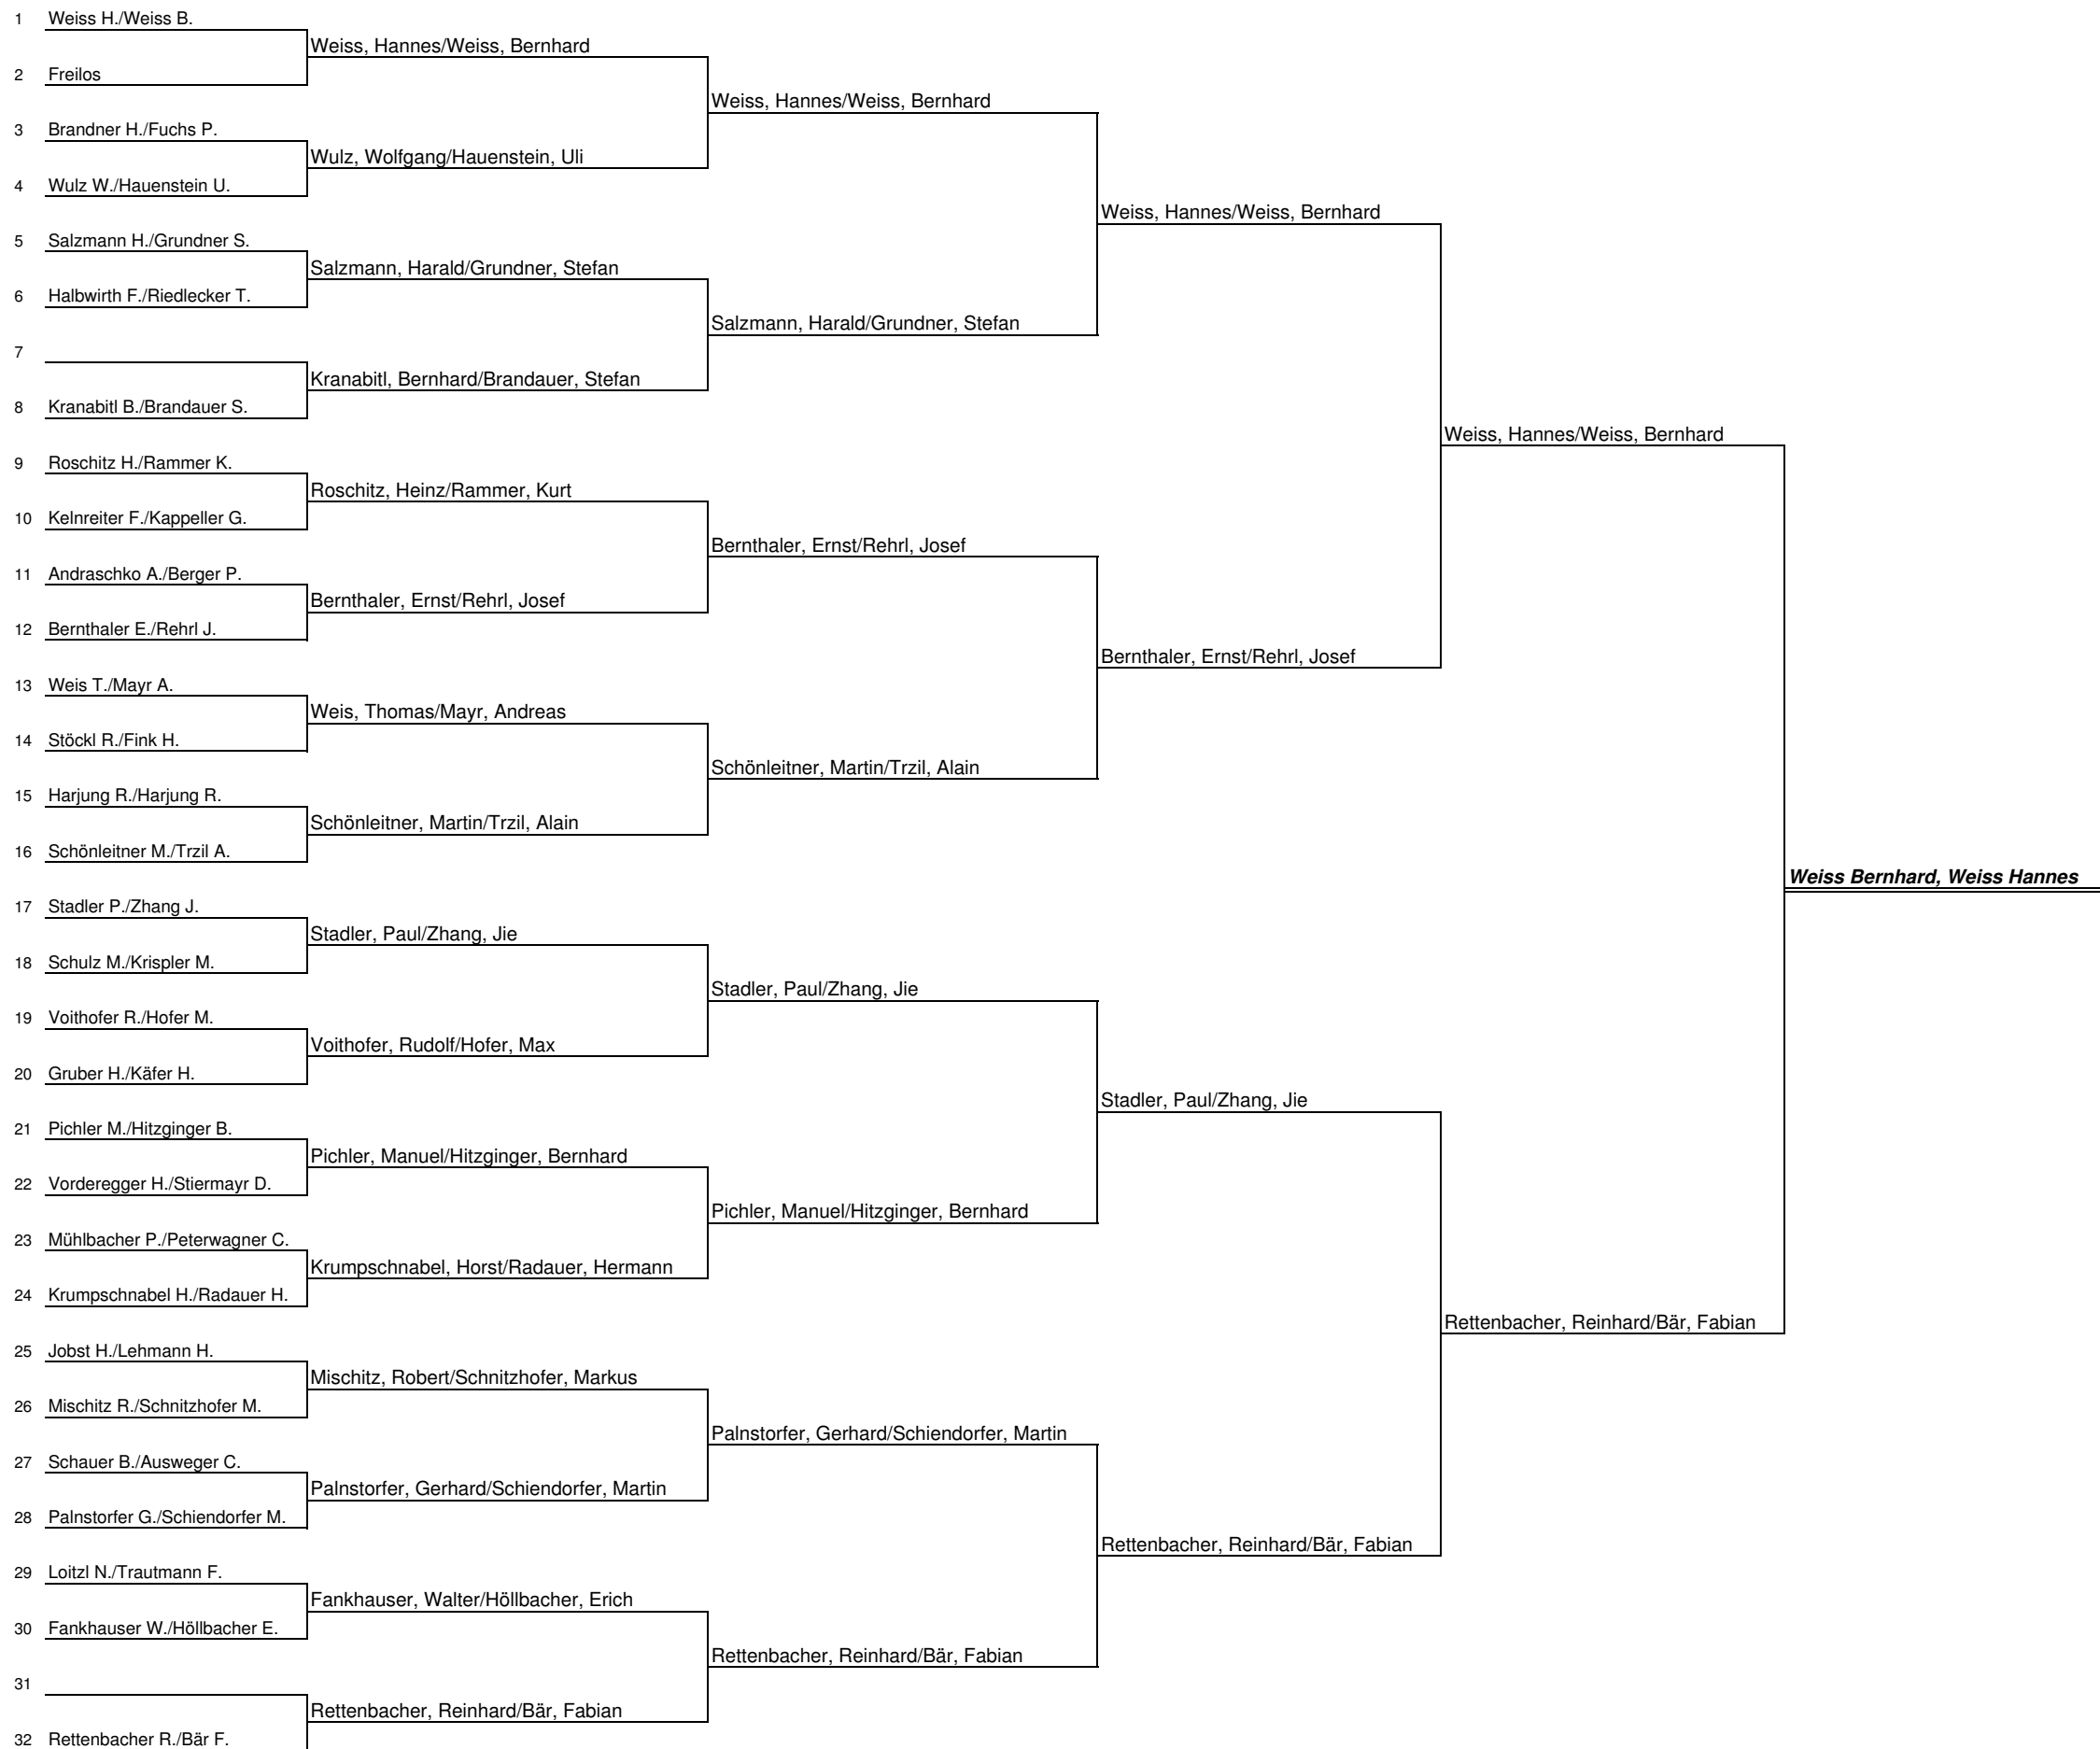 1 Weiss H./Weiss B.
Weiss, Hannes/Weiss, Bernhard
2 Freilos
Weiss, Hannes/Weiss, Bernhard
3 Brandner H./Fuchs P.
Wulz, Wolfgang/Hauenstein, Uli
4 Wulz W./Hauenstein U.
Weiss, Hannes/Weiss, Bernhard
5 Salzmann H./Grundner S.
Salzmann, Harald/Grundner, Stefan
6 Halbwirth F./Riedlecker T.
Salzmann, Harald/Grundner, Stefan
7
Kranabitl, Bernhard/Brandauer, Stefan
8 Kranabitl B./Brandauer S.
Weiss, Hannes/Weiss, Bernhard
9 Roschitz H./Rammer K.
Roschitz, Heinz/Rammer, Kurt
10 Kelnreiter F./Kappeller G.
Bernthaler, Ernst/Rehrl, Josef
11 Andraschko A./Berger P.
Bernthaler, Ernst/Rehrl, Josef
12 Bernthaler E./Rehrl J.
Bernthaler, Ernst/Rehrl, Josef
13 Weis T./Mayr A.
Weis, Thomas/Mayr, Andreas
14 Stöckl R./Fink H.
Schönleitner, Martin/Trzil, Alain
15 Harjung R./Harjung R.
Schönleitner, Martin/Trzil, Alain
16 Schönleitner M./Trzil A.
Weiss Bernhard, Weiss Hannes
17 Stadler P./Zhang J.
Stadler, Paul/Zhang, Jie
18 Schulz M./Krispler M.
Stadler, Paul/Zhang, Jie
19 Voithofer R./Hofer M.
Voithofer, Rudolf/Hofer, Max
20 Gruber H./Käfer H.
Stadler, Paul/Zhang, Jie
21 Pichler M./Hitzginger B.
Pichler, Manuel/Hitzginger, Bernhard
22 Vorderegger H./Stiermayr D.
Pichler, Manuel/Hitzginger, Bernhard
23 Mühlbacher P./Peterwagner C.
Krumpschnabel, Horst/Radauer, Hermann
24 Krumpschnabel H./Radauer H.
Rettenbacher, Reinhard/Bär, Fabian
25 Jobst H./Lehmann H.
Mischitz, Robert/Schnitzhofer, Markus
26 Mischitz R./Schnitzhofer M.
Palnstorfer, Gerhard/Schiendorfer, Martin
27 Schauer B./Ausweger C.
Palnstorfer, Gerhard/Schiendorfer, Martin
28 Palnstorfer G./Schiendorfer M.
Rettenbacher, Reinhard/Bär, Fabian
29 Loitzl N./Trautmann F.
Fankhauser, Walter/Höllbacher, Erich
30 Fankhauser W./Höllbacher E.
Rettenbacher, Reinhard/Bär, Fabian
31
Rettenbacher, Reinhard/Bär, Fabian
32 Rettenbacher R./Bär F.